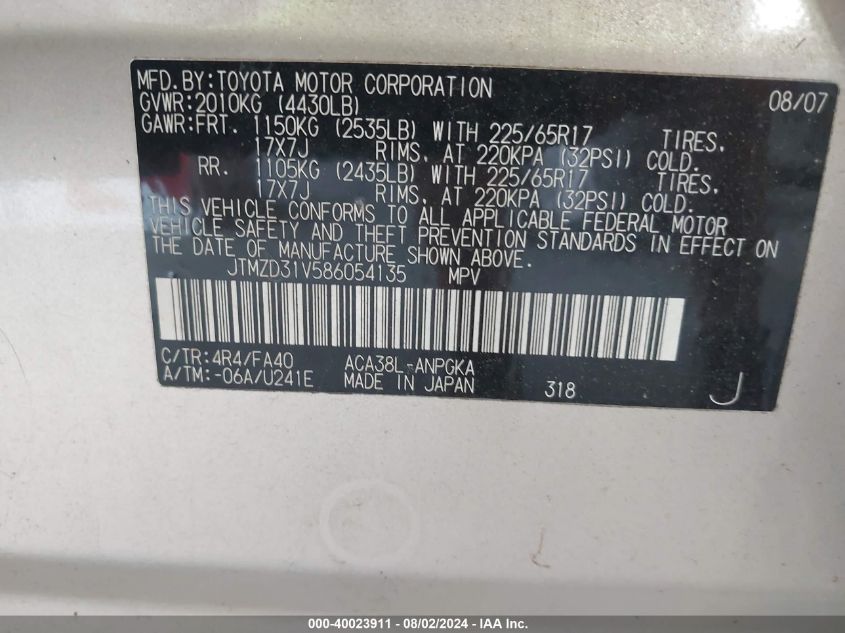 MFD.BY:TOYOTA MOTOR CORPORATION 08/07
GVWR:2010KG (4430LB)
GAWR:FRT. 1150KG (2535LB) WITH 225/65R17 TIRES,
17X7J RIMS, AT 220KPA (32PSI) COLD.
RR. 1105KG (2435LB) WITH 225/65R17 TIRES,
17X7J RIMS, AT 220KPA (32PSI) COLD.
THIS VEHICLE CONFORMS TO ALL APPLICABLE FEDERAL MOTOR
VEHICLE SAFETY AND THEFT PREVENTION STANDARDS IN EFFECT ON
THE DATE OF MANUFACTURE SHOWN ABOVE.
JTMZD31V586054135 MPV
C/TR:4R4/FA40 ACA38L-ANPGKA
A/TM:-06A/U241E MADE IN JAPAN 318 J
000-40023911 - 08/02/2024 - IAA Inc.